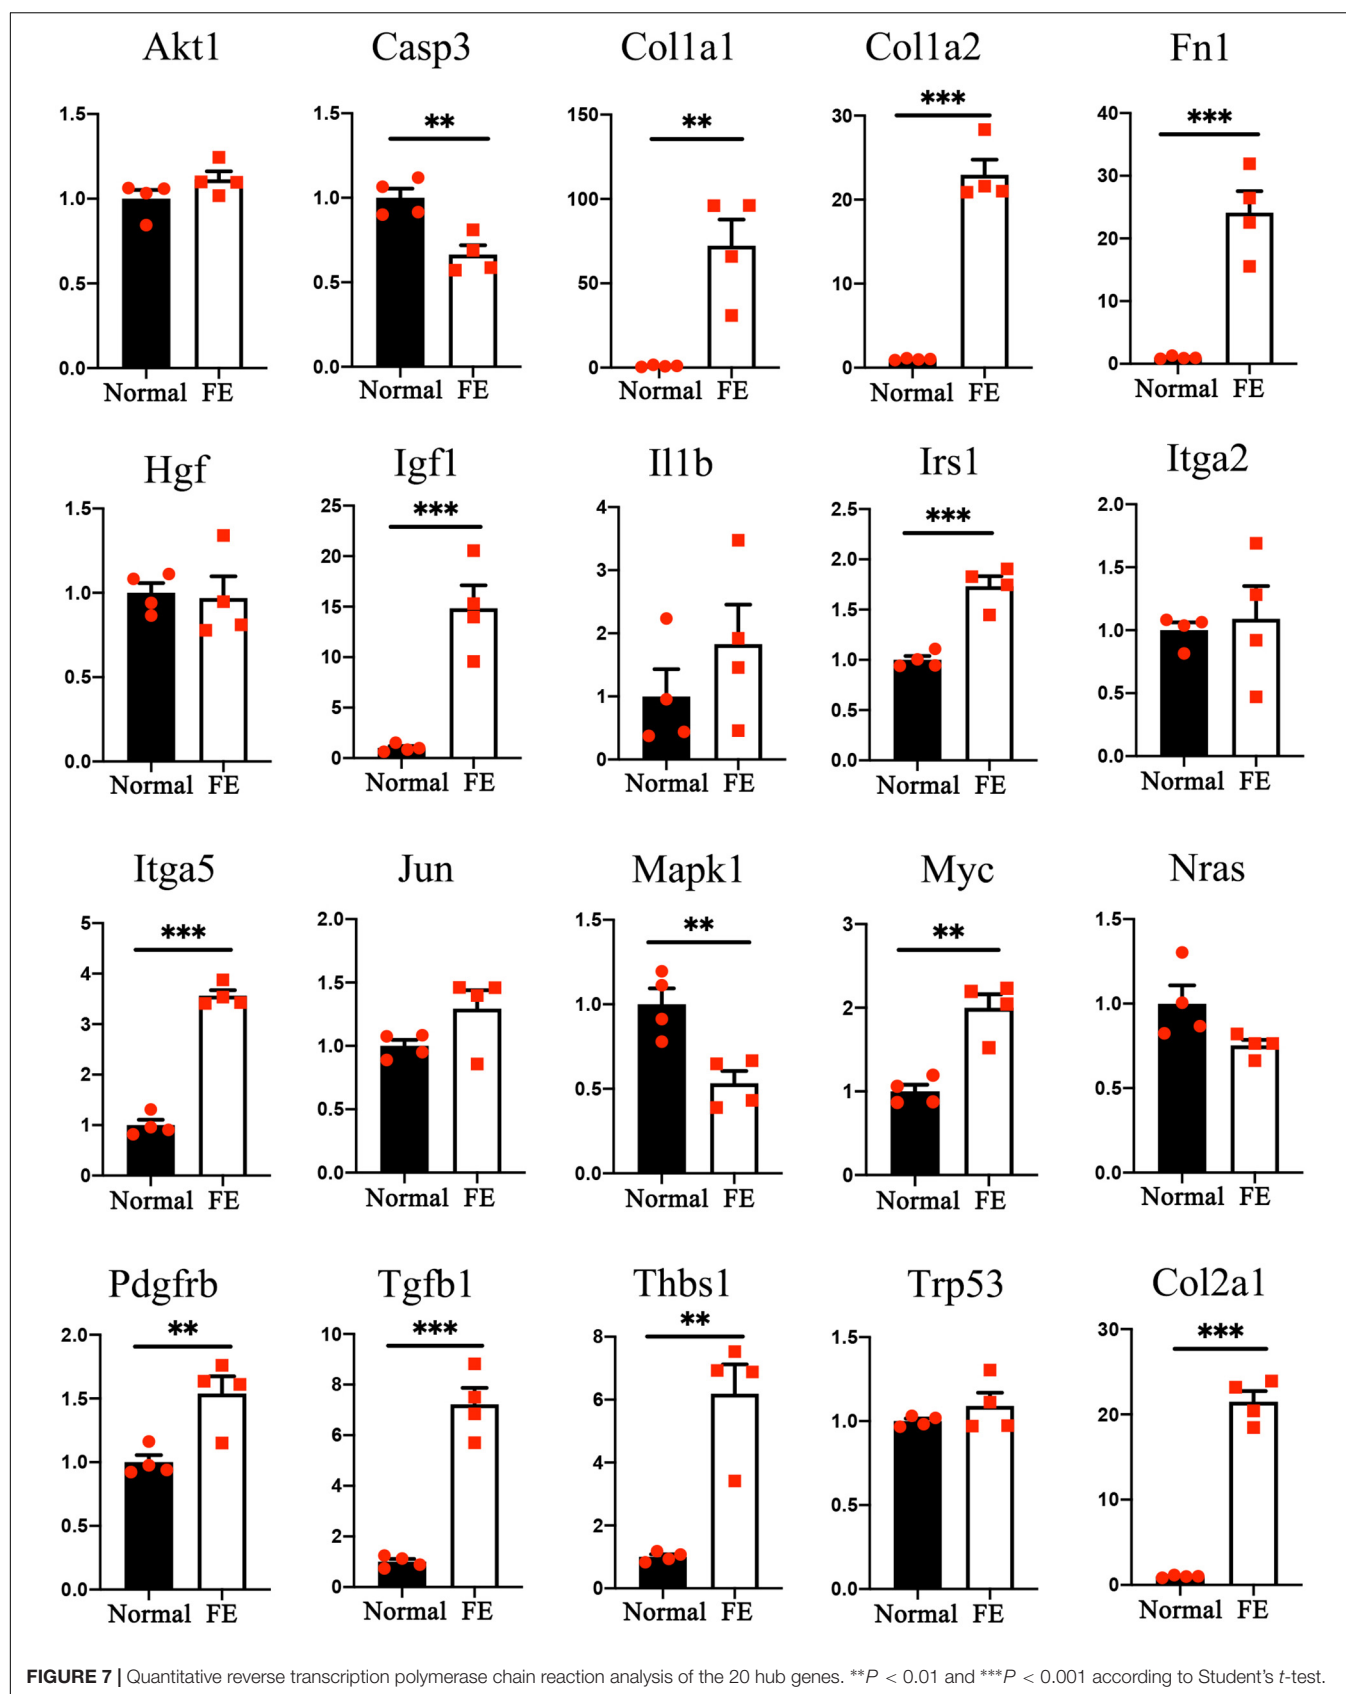 Akt1 Casp3 Col1a1 Col1a2 Fn1
1.5 1.0 0.5 0.0 Normal FE
** 1.5 1.0 0.5 0.0 Normal FE
** 150 100 50 0 Normal FE
*** 30 20 10 0 Normal FE
*** 40 30 20 10 0 Normal FE
Hgf Igf1 Il1b Irs1 Itga2
1.5 1.0 0.5 0.0 Normal FE
*** 25 20 15 10 5 0 Normal FE
4 3 2 1 0 Normal FE
*** 2.5 2.0 1.5 1.0 0.5 0.0 Normal FE
2.0 1.5 1.0 0.5 0.0 Normal FE
Itga5 Jun Mapk1 Myc Nras
*** 5 4 3 2 1 0 Normal FE
2.0 1.5 1.0 0.5 0.0 Normal FE
** 1.5 1.0 0.5 0.0 Normal FE
** 3 2 1 0 Normal FE
1.5 1.0 0.5 0.0 Normal FE
Pdgfrb Tgfb1 Thbs1 Trp53 Col2a1
** 2.0 1.5 1.0 0.5 0.0 Normal FE
*** 10 8 6 4 2 0 Normal FE
** 8 6 4 2 0 Normal FE
1.5 1.0 0.5 0.0 Normal FE
*** 30 20 10 0 Normal FE
FIGURE 7 | Quantitative reverse transcription polymerase chain reaction analysis of the 20 hub genes. **P < 0.01 and ***P < 0.001 according to Student's t-test.